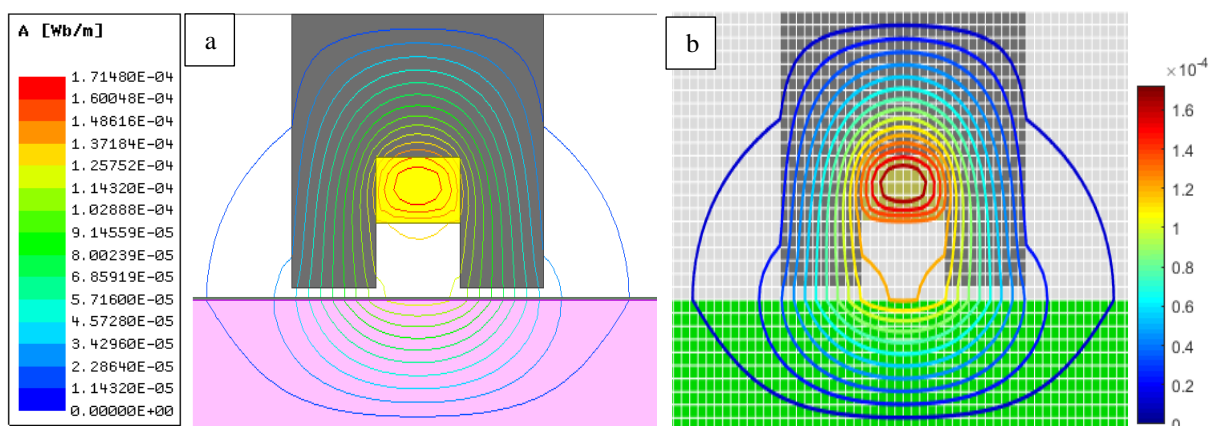 A [Wb/m]
1.71480E-04
1.60048E-04
1.48616E-04
1.37184E-04
1.25752E-04
1.14320E-04
1.02888E-04
9.14559E-05
8.00239E-05
6.85919E-05
5.71600E-05
4.57280E-05
3.42960E-05
2.28640E-05
1.14320E-05
0.00000E+00
a
b
×10-4
1.6
1.4
1.2
1
0.8
0.6
0.4
0.2
0